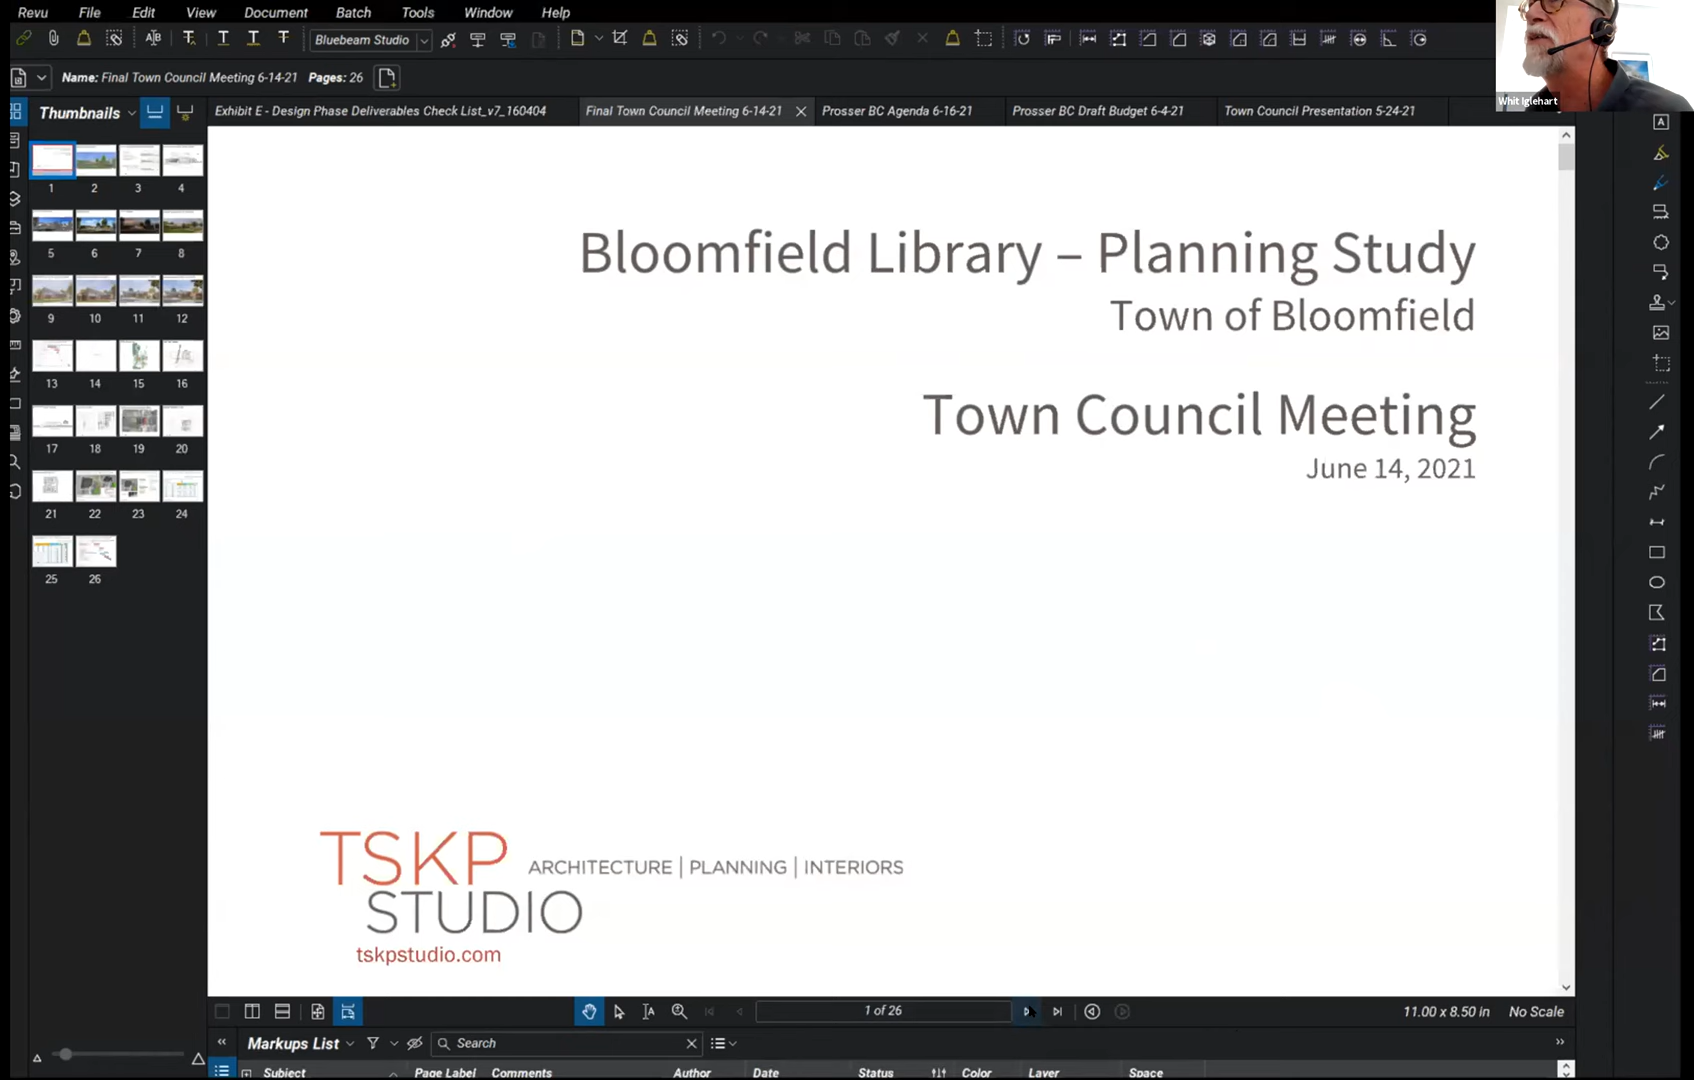 Revu File Edit View Document Batch Tools Window Help
Bluebeam Studio
Name: Final Town Council Meeting 6-14-21 Pages: 26
Whit Iglehart
Thumbnails
Exhibit E - Design Phase Deliverables Check List_v7_160404
Final Town Council Meeting 6-14-21
Prosser BC Agenda 6-16-21
Prosser BC Draft Budget 6-4-21
Town Council Presentation 5-24-21
1 2 3 4
5 6 7 8
9 10 11 12
13 14 15 16
17 18 19 20
21 22 23 24
25 26
Bloomfield Library – Planning Study
Town of Bloomfield
Town Council Meeting
June 14, 2021
TSKP
ARCHITECTURE | PLANNING | INTERIORS
STUDIO
tskpstudio.com
1 of 26
11.00 x 8.50 in No Scale
Markups List
Search
Subject Page Label Comments Author Date Status Color Layer Space